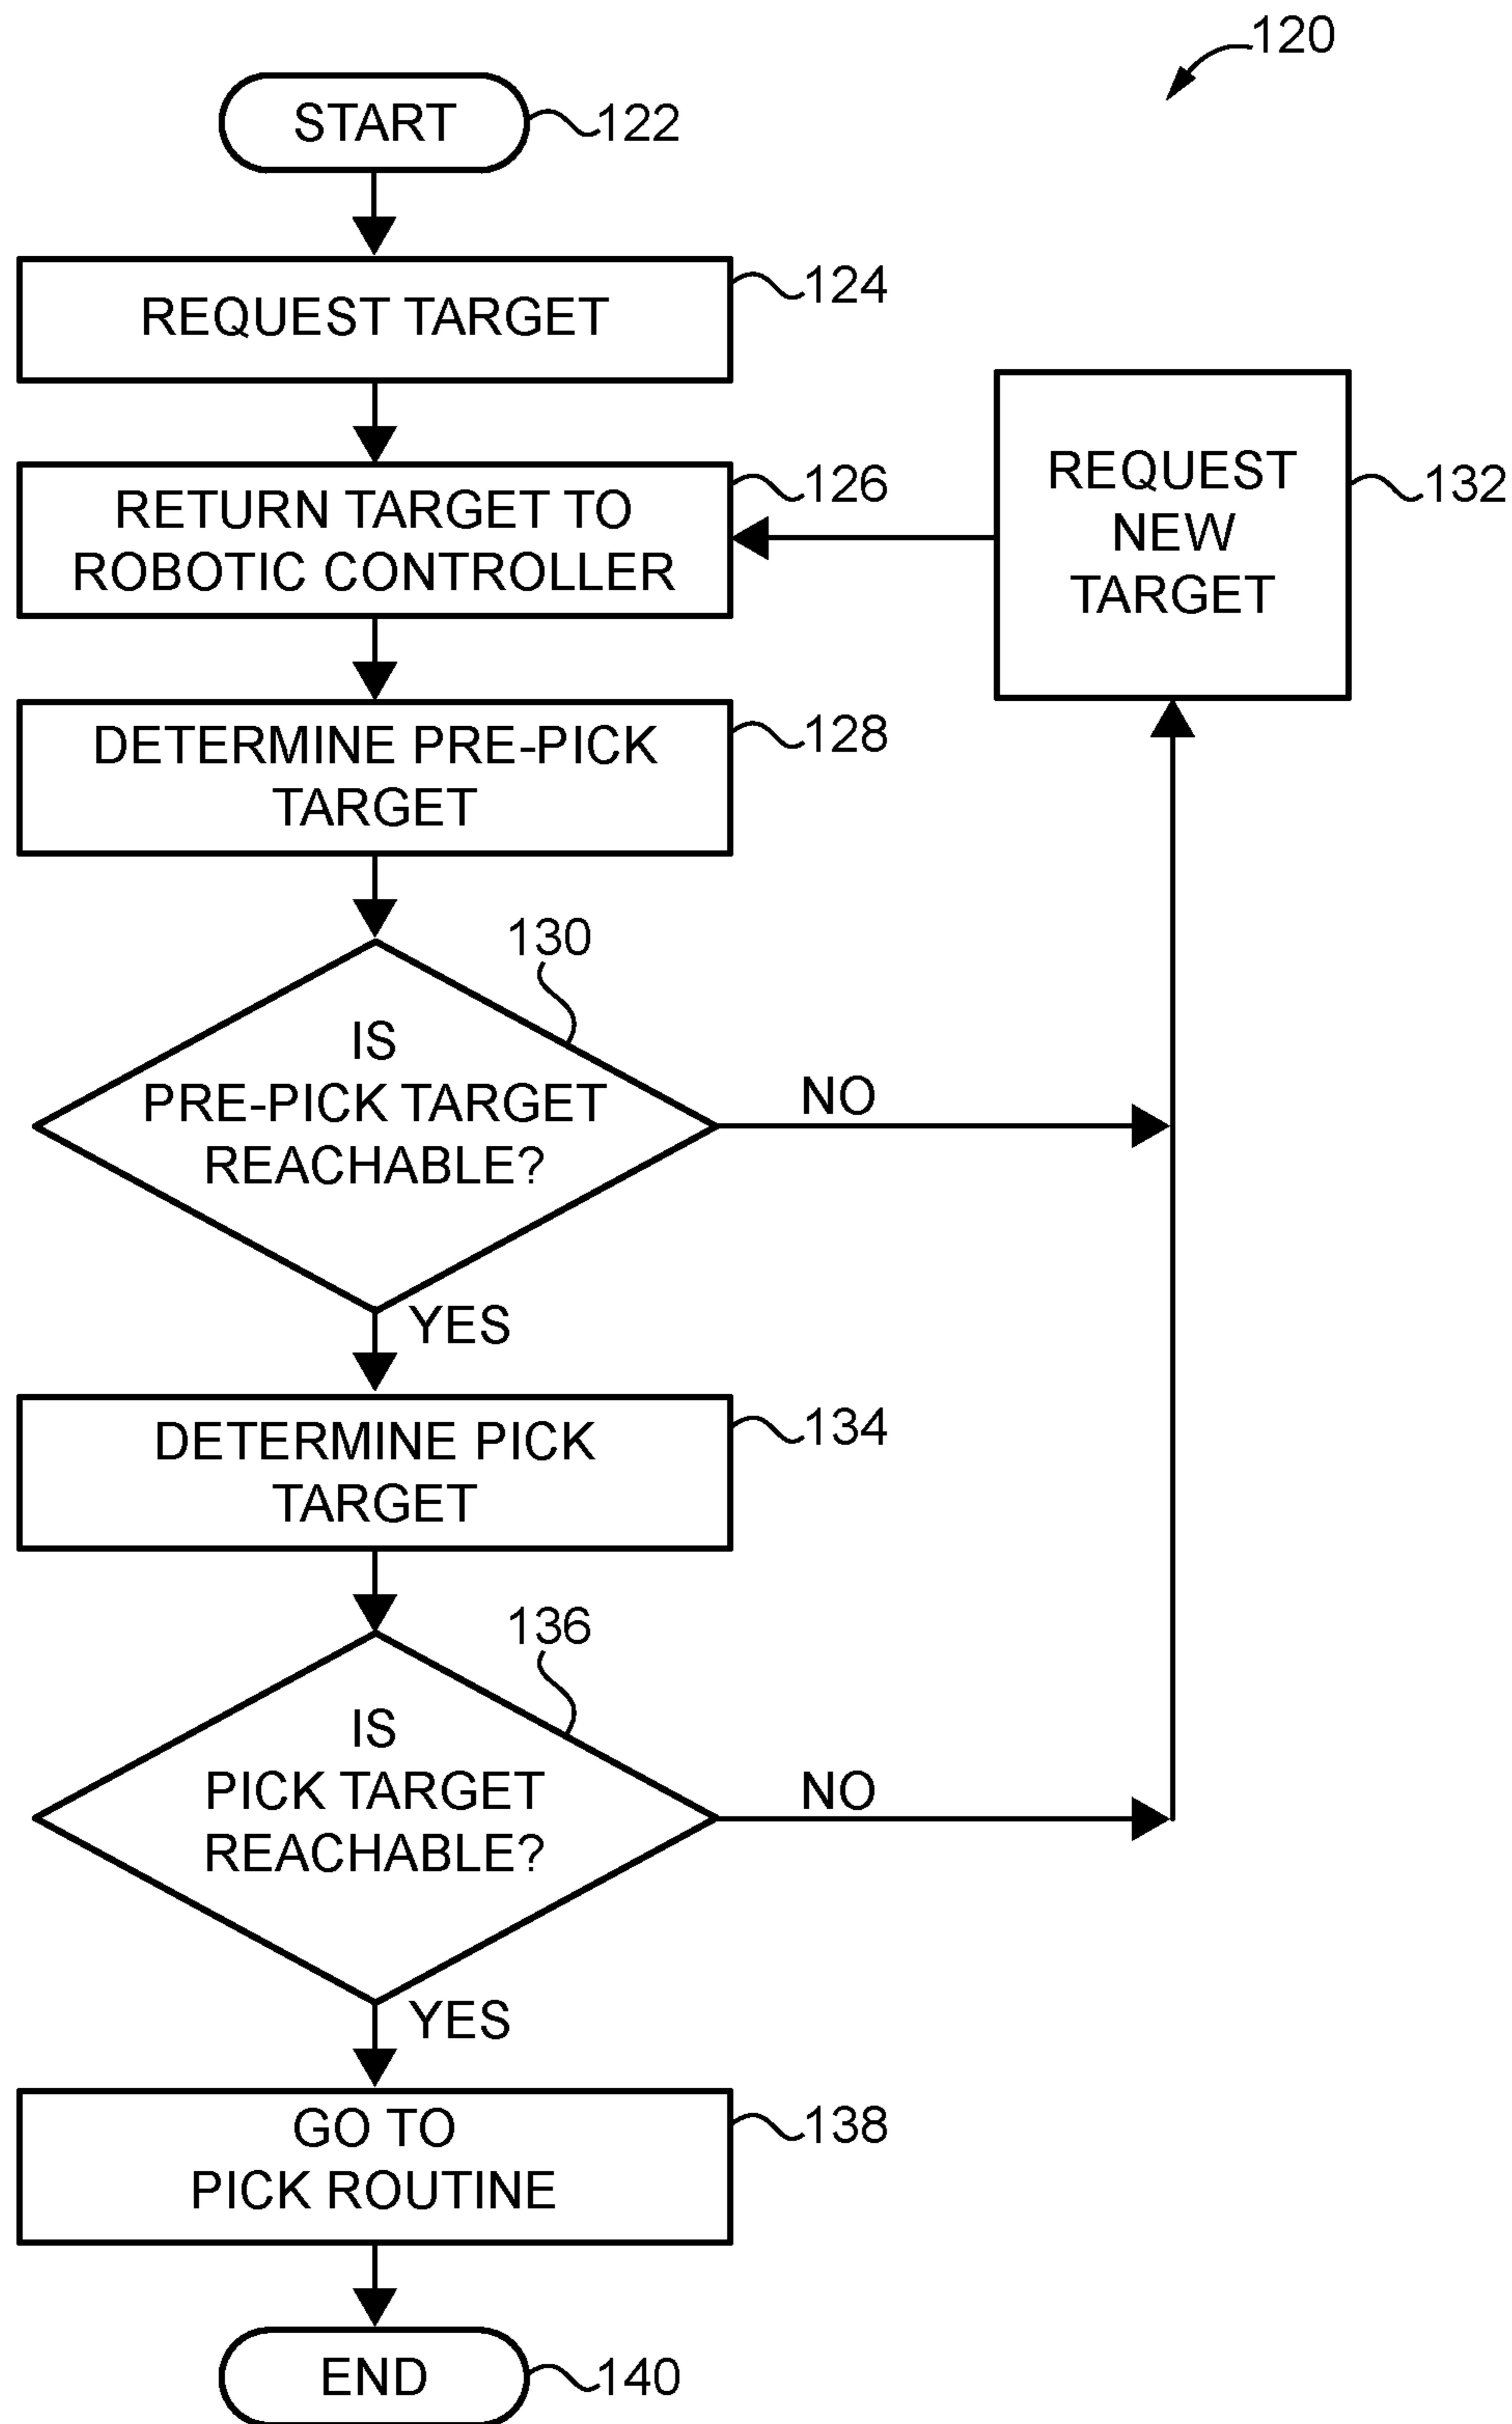 120
START
122
REQUEST TARGET
124
RETURN TARGET TO
ROBOTIC CONTROLLER
126
REQUEST
NEW
TARGET
132
DETERMINE PRE-PICK
TARGET
128
130
IS
PRE-PICK TARGET
REACHABLE?
NO
YES
DETERMINE PICK
TARGET
134
136
IS
PICK TARGET
REACHABLE?
NO
YES
GO TO
PICK ROUTINE
138
END
140